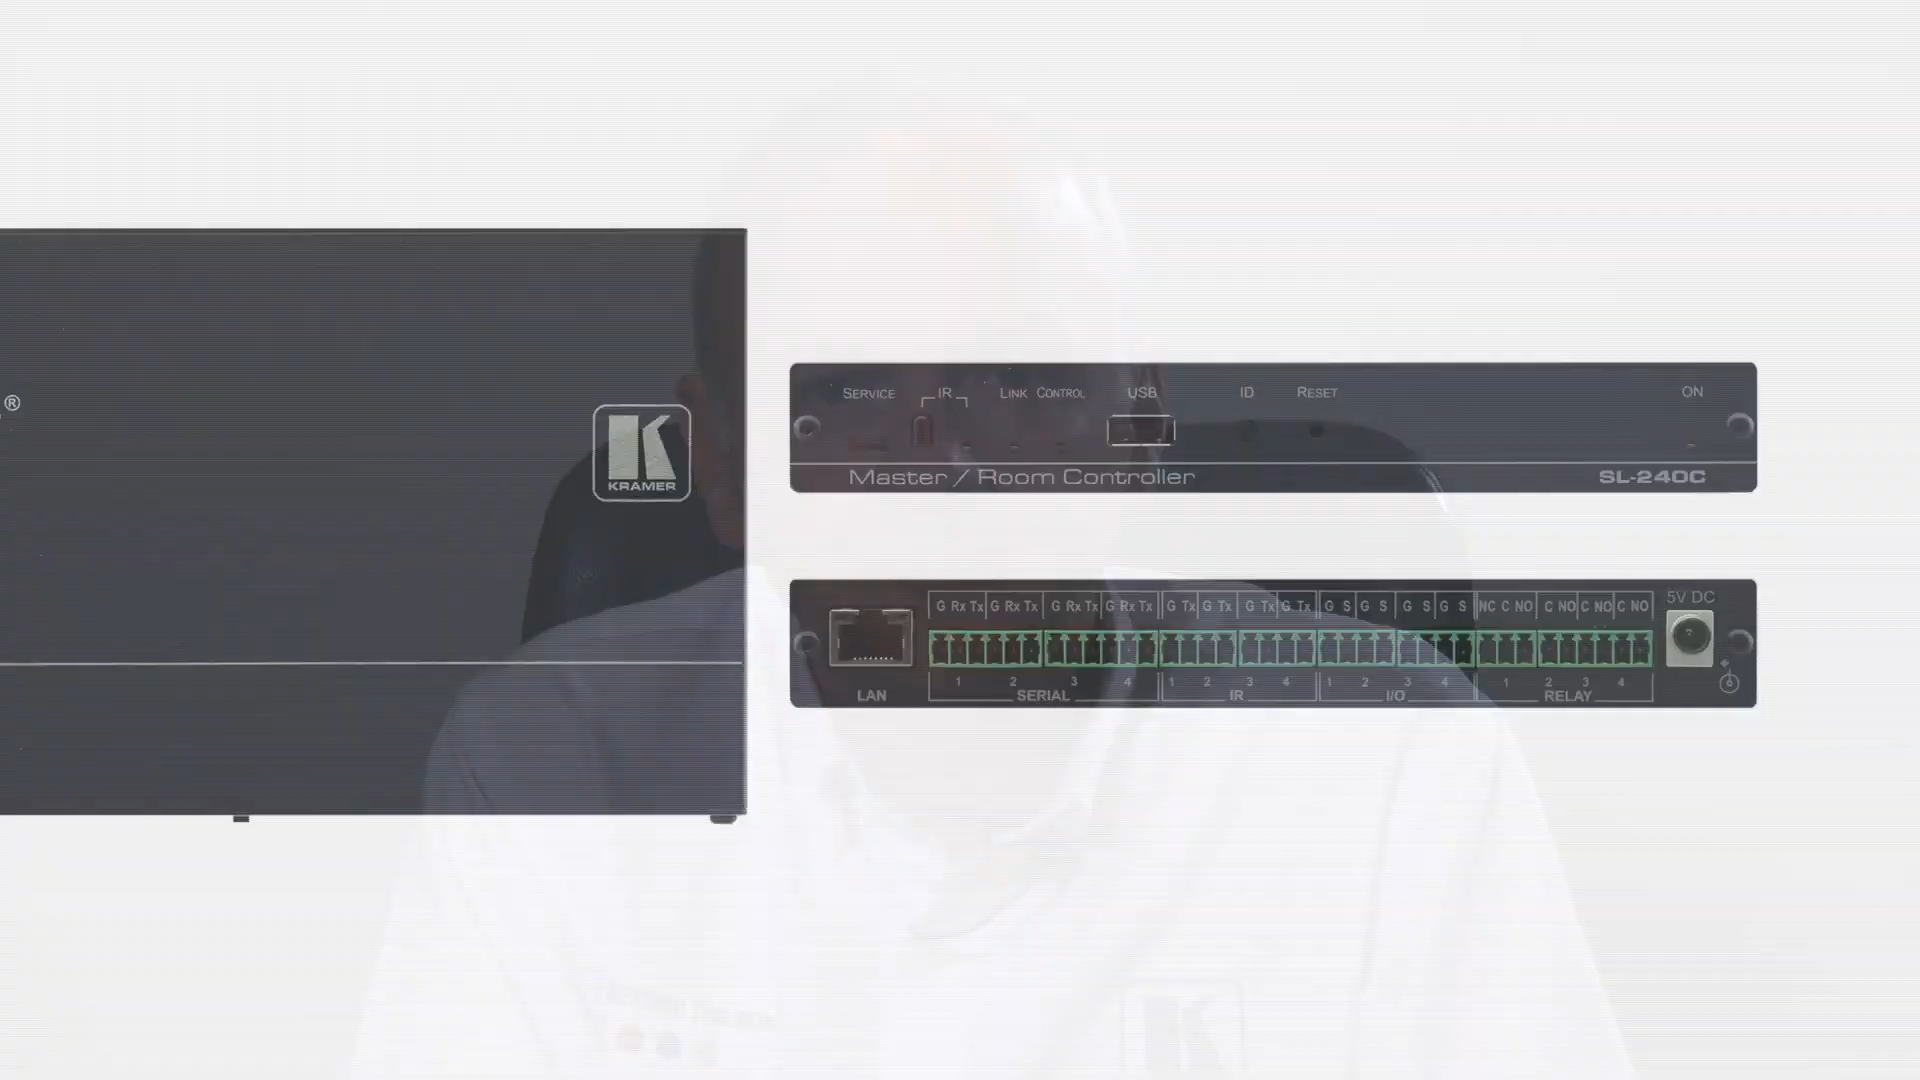 ®
KRAMER
SERVICE IR LINK CONTROL USB ID RESET ON
Master / Room Controller SL-240C
G Rx Tx G Rx Tx G Rx Tx G Rx Tx G Tx G Tx G Tx G Tx G S G S G S G S NC C NO C NO C NO C NO 5V DC
1 2 3 4 1 2 3 4 1 2 3 4 1 2 3 4
LAN SERIAL IR I/O RELAY